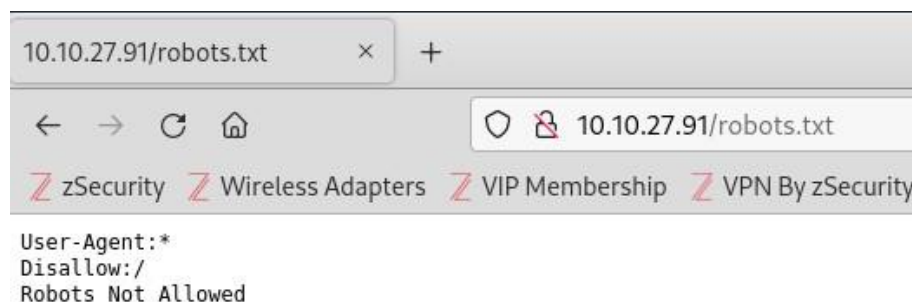 10.10.27.91/robots.txt
10.10.27.91/robots.txt
zSecurity Wireless Adapters VIP Membership VPN By zSecurity
User-Agent:*
Disallow:/
Robots Not Allowed